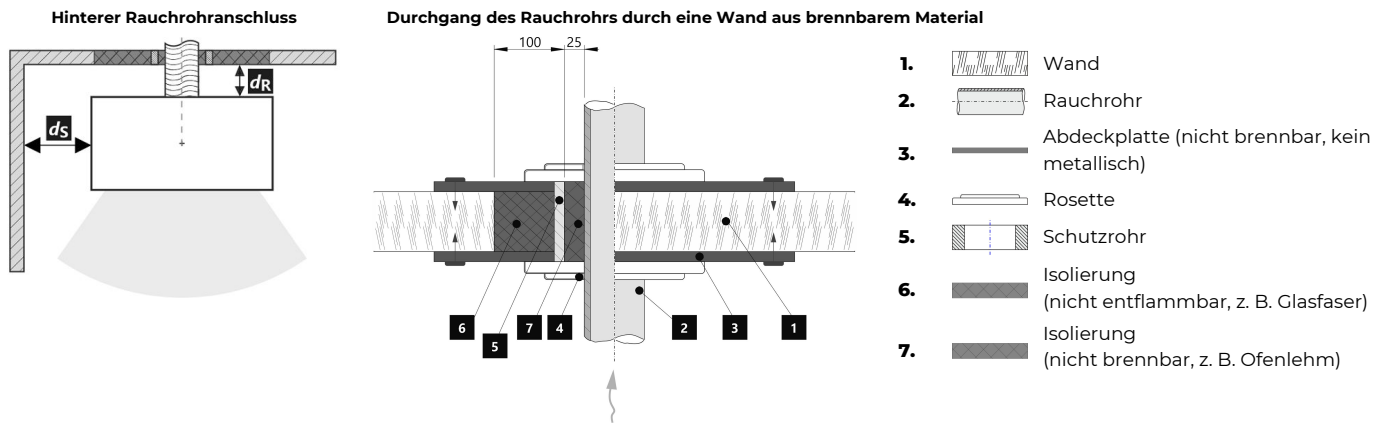 Hinterer Rauchrohranschluss
dR
dS
Durchgang des Rauchrohrs durch eine Wand aus brennbarem Material
100 25
6 5 7 4 2 3 1
1. Wand
2. Rauchrohr
3. Abdeckplatte (nicht brennbar, kein
metallisch)
4. Rosette
5. Schutzrohr
6. Isolierung
(nicht entflammbar, z. B. Glasfaser)
7. Isolierung
(nicht brennbar, z. B. Ofenlehm)